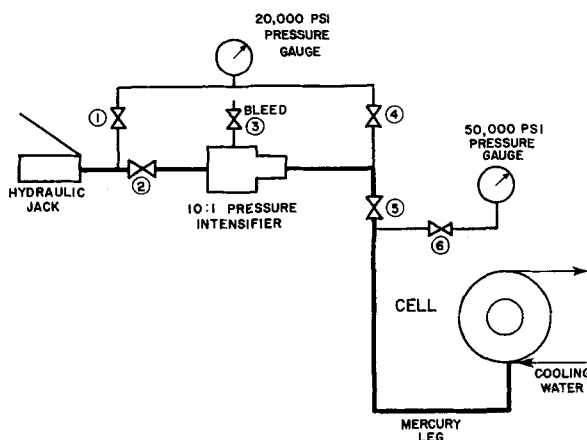 20,000 PSI
PRESSURE
GAUGE
①
BLEED
③
④
50,000 PSI
PRESSURE
GAUGE
HYDRAULIC
JACK
②
10:1 PRESSURE
INTENSIFIER
⑤
⑥
CELL
COOLING
WATER
MERCURY
LEG